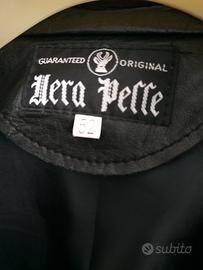 GUARANTEED ORIGINAL
Vera Pelle
52
subito